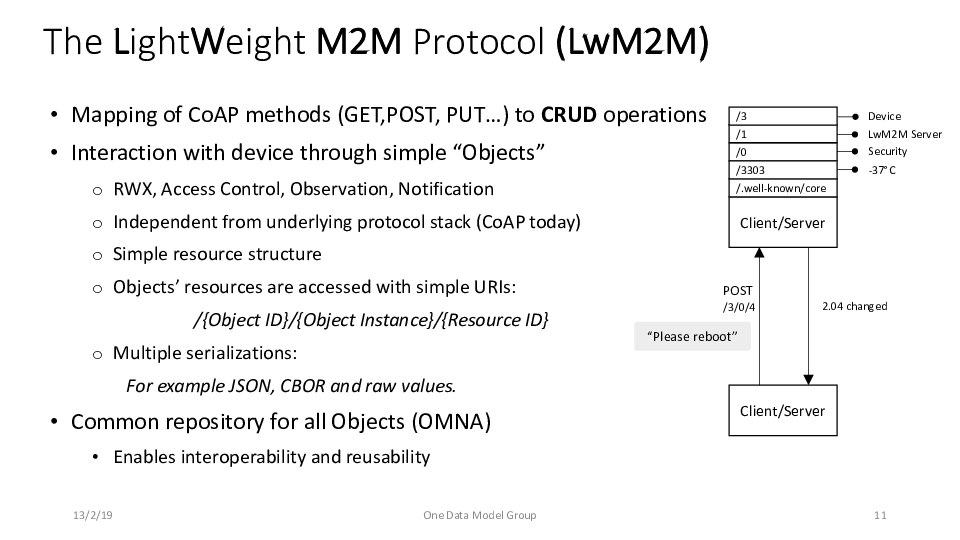 The LightWeight M2M Protocol (LwM2M)
• Mapping of CoAP methods (GET,POST, PUT…) to CRUD operations
• Interaction with device through simple “Objects”
o RWX, Access Control, Observation, Notification
o Independent from underlying protocol stack (CoAP today)
o Simple resource structure
o Objects’ resources are accessed with simple URIs:
/{Object ID}/{Object Instance}/{Resource ID}
o Multiple serializations:
For example JSON, CBOR and raw values.
• Common repository for all Objects (OMNA)
• Enables interoperability and reusability
/3 Device
/1 LwM2M Server
/0 Security
/3303 -37°C
/.well-known/core
Client/Server
POST
/3/0/4
2.04 changed
“Please reboot”
Client/Server
13/2/19 One Data Model Group 11